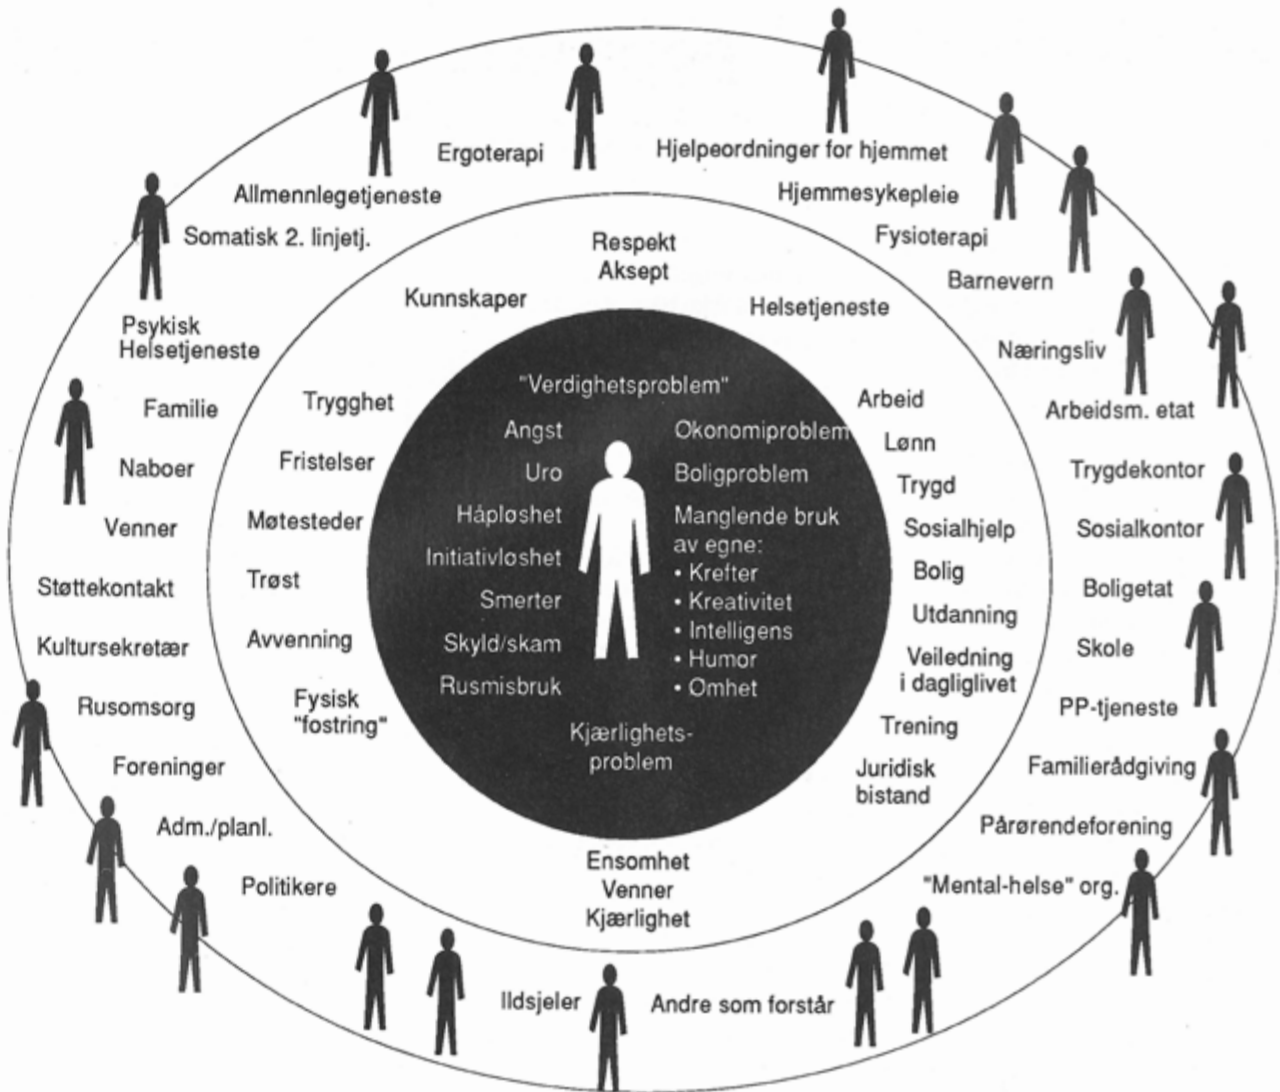 Ergoterapi
Hjelpeordninger for hjemmet
Allmennlegetjeneste
Hjemmesykepleie
Somatisk 2. linjetj.
Fysioterapi
Barnevern
Psykisk
Helsetjeneste
Næringsliv
Familie
Arbeidsm. etat
Naboer
Trygdekontor
Venner
Sosialkontor
Støttekontakt
Boligetat
Kultursekretær
Skole
Rusomsorg
PP-tjeneste
Foreninger
Familierådgiving
Adm./planl.
Pårørendeforening
Politikere
"Mental-helse" org.
Ildsjeler
Andre som forstår
Respekt
Aksept
Kunnskaper
Helsetjeneste
Trygghet
Fristelser
Møtesteder
Trøst
Avvenning
Fysisk
"fostring"
Arbeid
Lønn
Trygd
Sosialhjelp
Bolig
Utdanning
Veiledning
i dagliglivet
Trening
Juridisk
bistand
Ensomhet
Venner
Kjærlighet
"Verdighetsproblem"
Angst
Uro
Håpløshet
Initiativløshet
Smerter
Skyld/skam
Rusmisbruk
Okonomiproblem
Boligproblem
Manglende bruk
av egne:
• Krefter
• Kreativitet
• Intelligens
• Humor
• Omhet
Kjærlighets-
problem